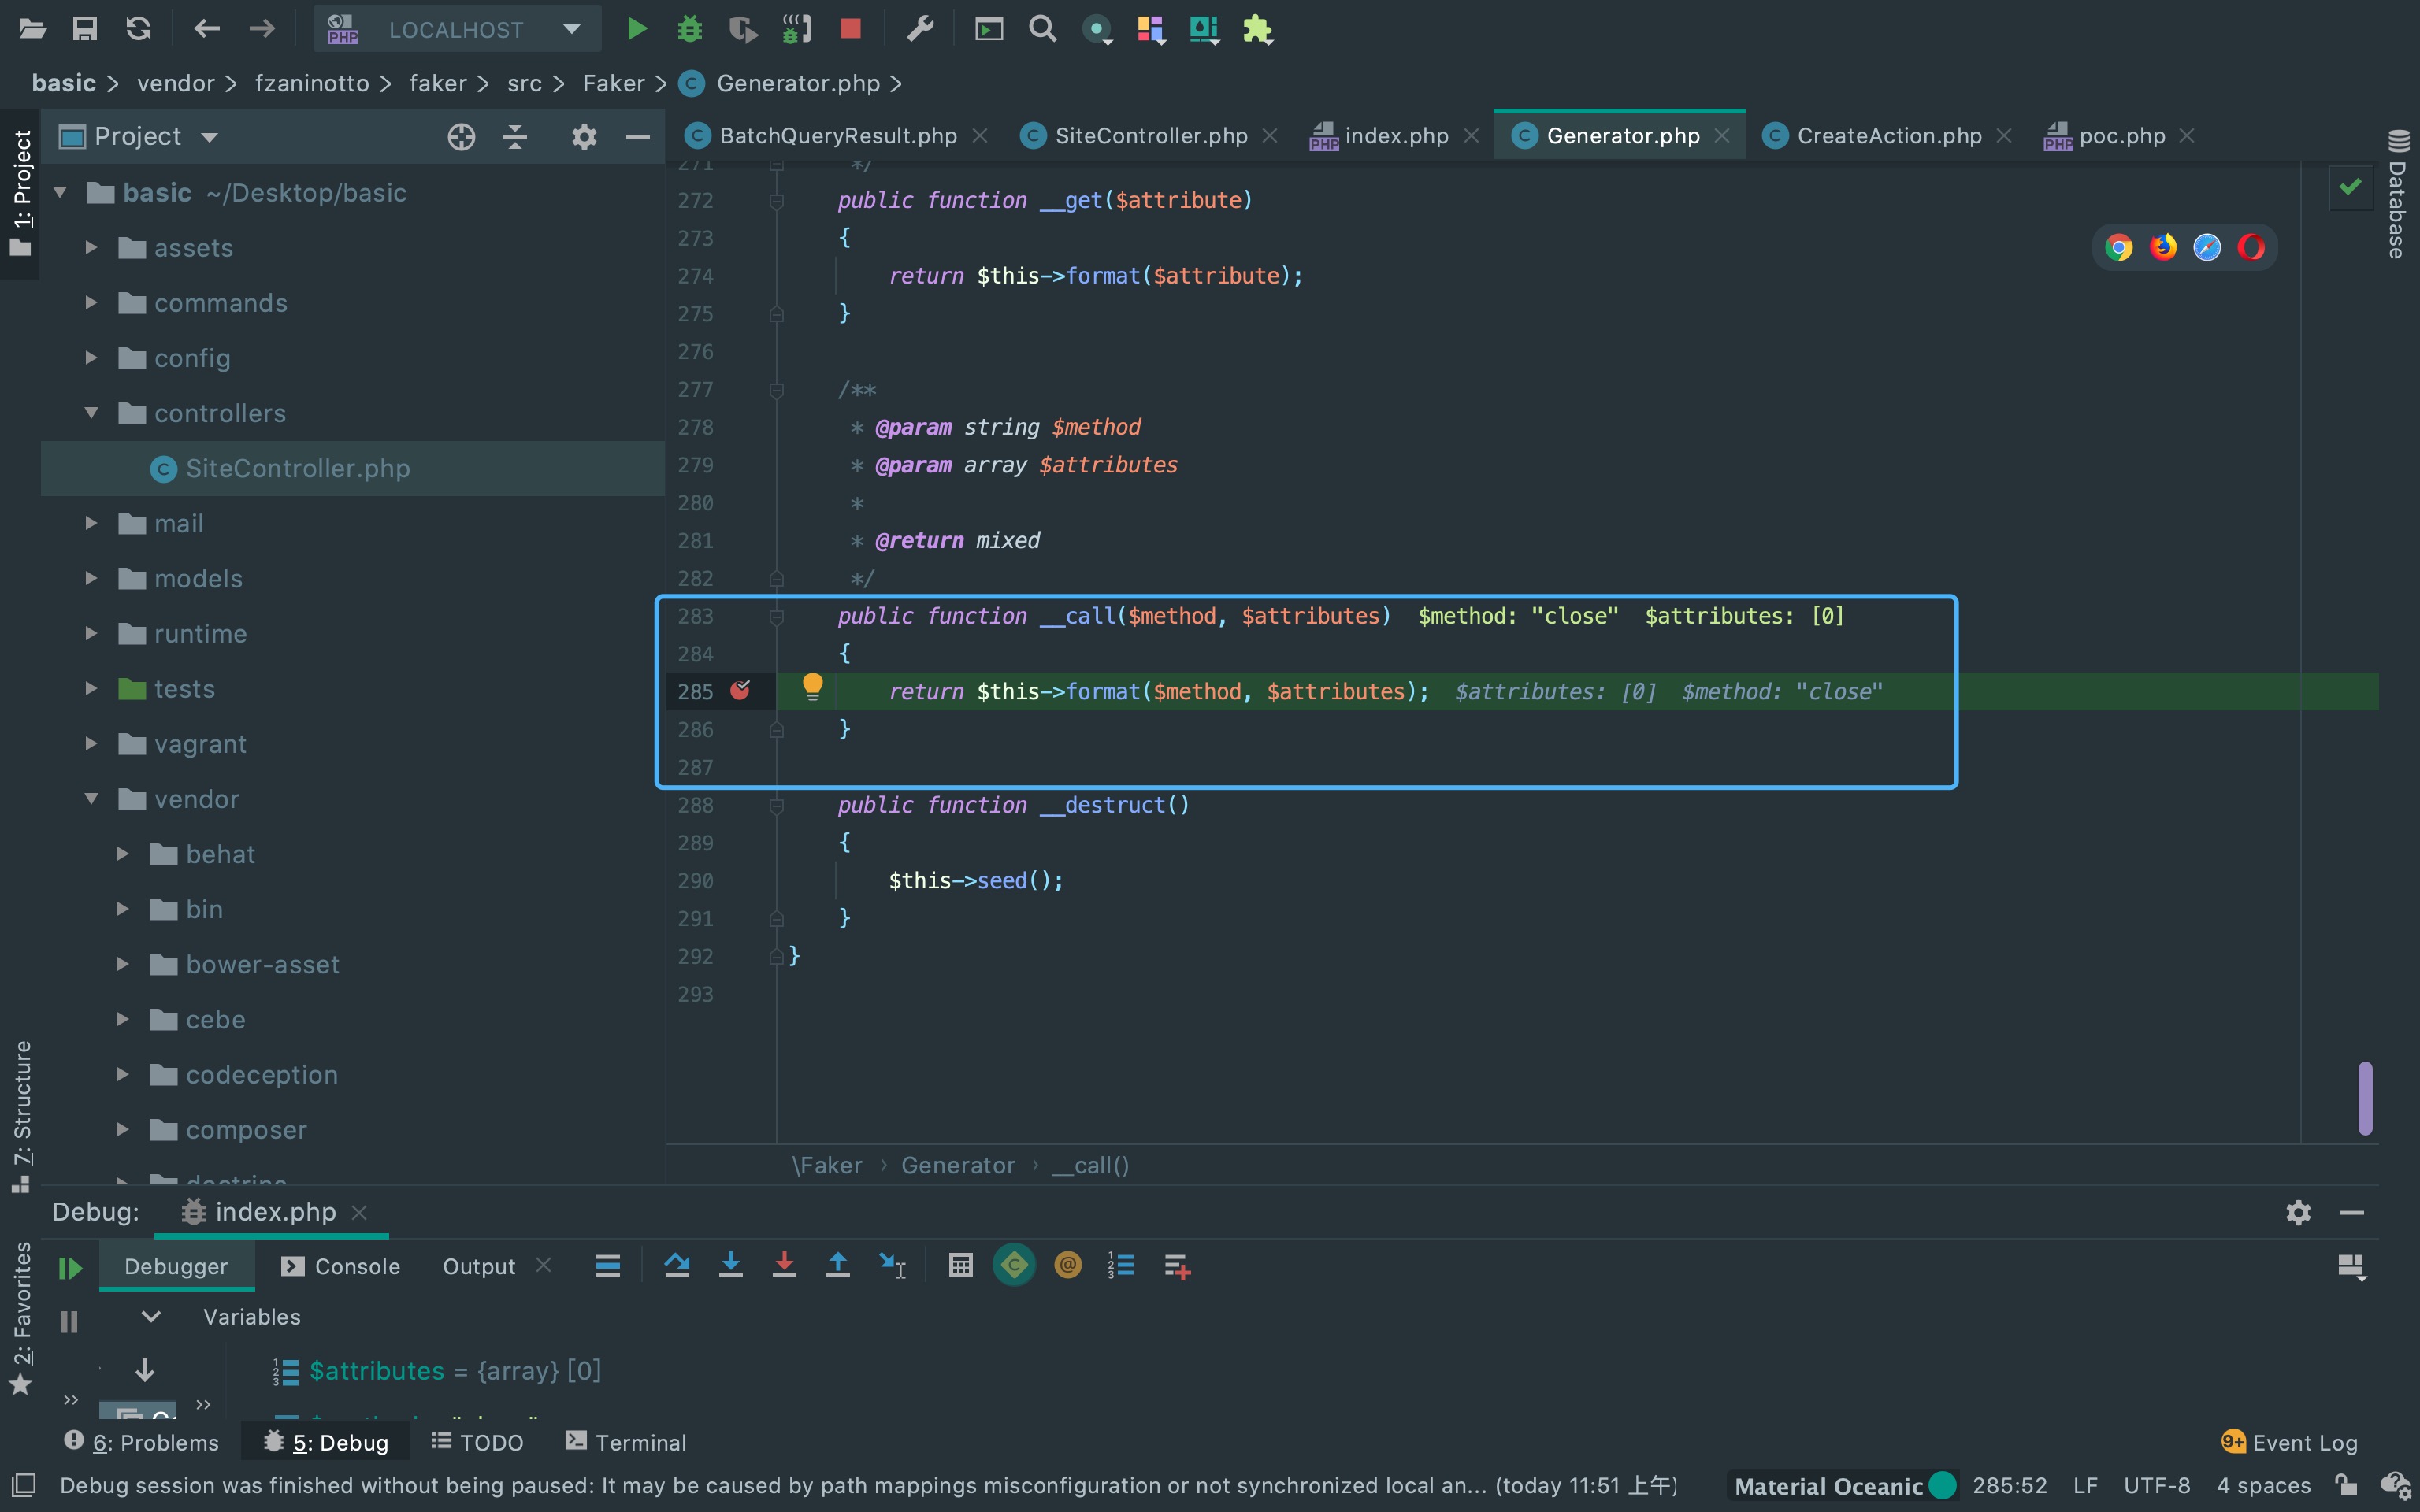 LOCALHOST
basic > vendor > fzaninotto > faker > src > Faker > Generator.php >
1: Project
Project
BatchQueryResult.php
SiteController.php
index.php
Generator.php
CreateAction.php
poc.php
Database
basic ~/Desktop/basic
assets
commands
config
controllers
SiteController.php
mail
models
runtime
tests
vagrant
vendor
behat
bin
bower-asset
cebe
codeception
composer
doctrine
7: Structure
2: Favorites
271 */
272 public function __get($attribute)
273 {
274 return $this->format($attribute);
275 }
276
277 /**
278 * @param string $method
279 * @param array $attributes
280 *
281 * @return mixed
282 */
283 public function __call($method, $attributes) $method: "close" $attributes: [0]
284 {
285 return $this->format($method, $attributes); $attributes: [0] $method: "close"
286 }
287
288 public function __destruct()
289 {
290 $this->seed();
291 }
292 }
293
\Faker › Generator › __call()
Debug: index.php
Debugger Console Output
Variables
$attributes = {array} [0]
6: Problems 5: Debug TODO Terminal 9+ Event Log
Debug session was finished without being paused: It may be caused by path mappings misconfiguration or not synchronized local an... (today 11:51 上午) Material Oceanic 285:52 LF UTF-8 4 spaces